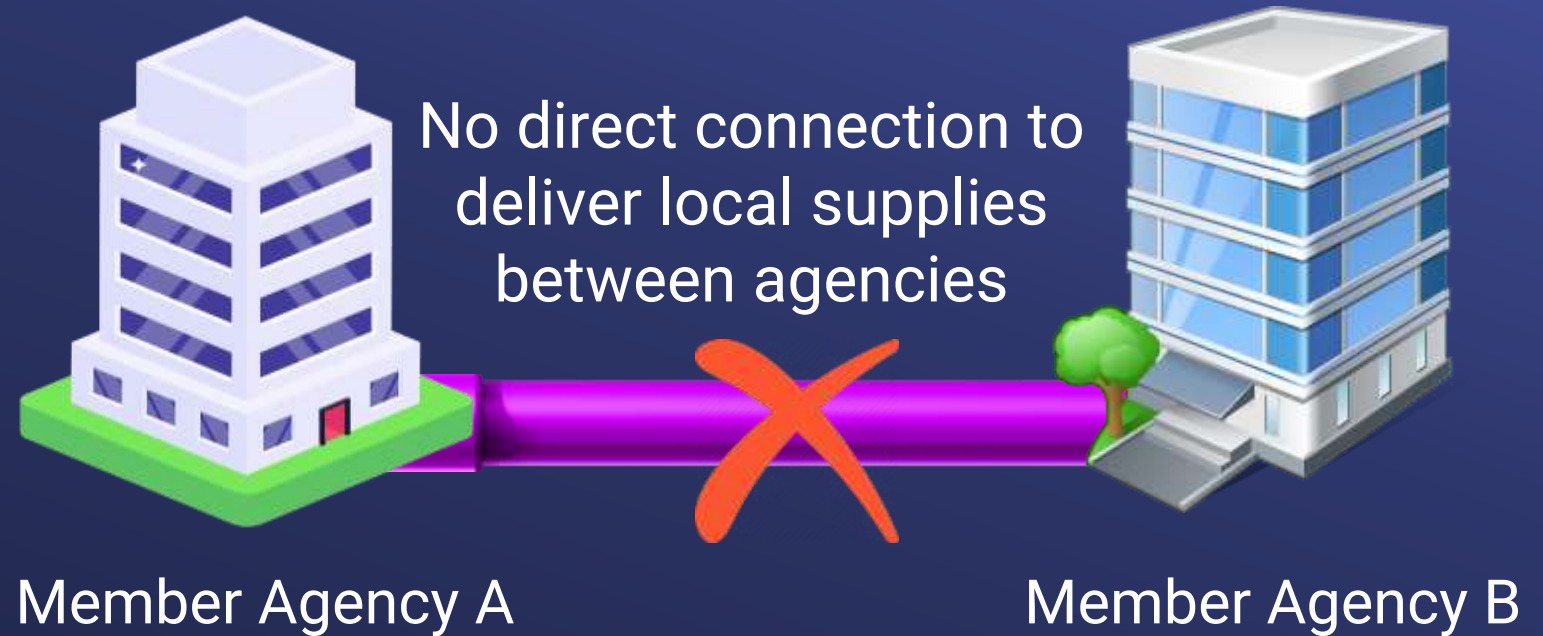 No direct connection to
deliver local supplies
between agencies
Member Agency A
Member Agency B